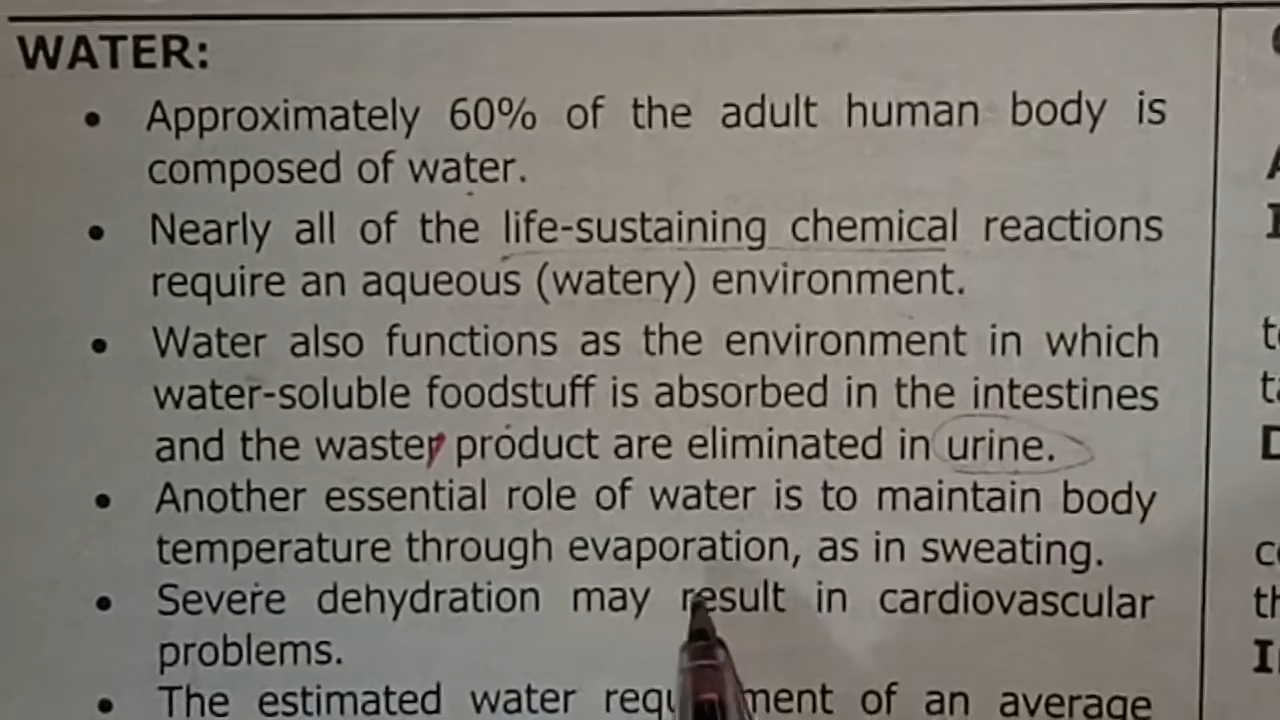 WATER:
• Approximately 60% of the adult human body is
composed of water.
• Nearly all of the life-sustaining chemical reactions
require an aqueous (watery) environment.
• Water also functions as the environment in which
water-soluble foodstuff is absorbed in the intestines
and the waste product are eliminated in urine.
• Another essential role of water is to maintain body
temperature through evaporation, as in sweating.
• Severe dehydration may result in cardiovascular
problems.
• The estimated water of an average